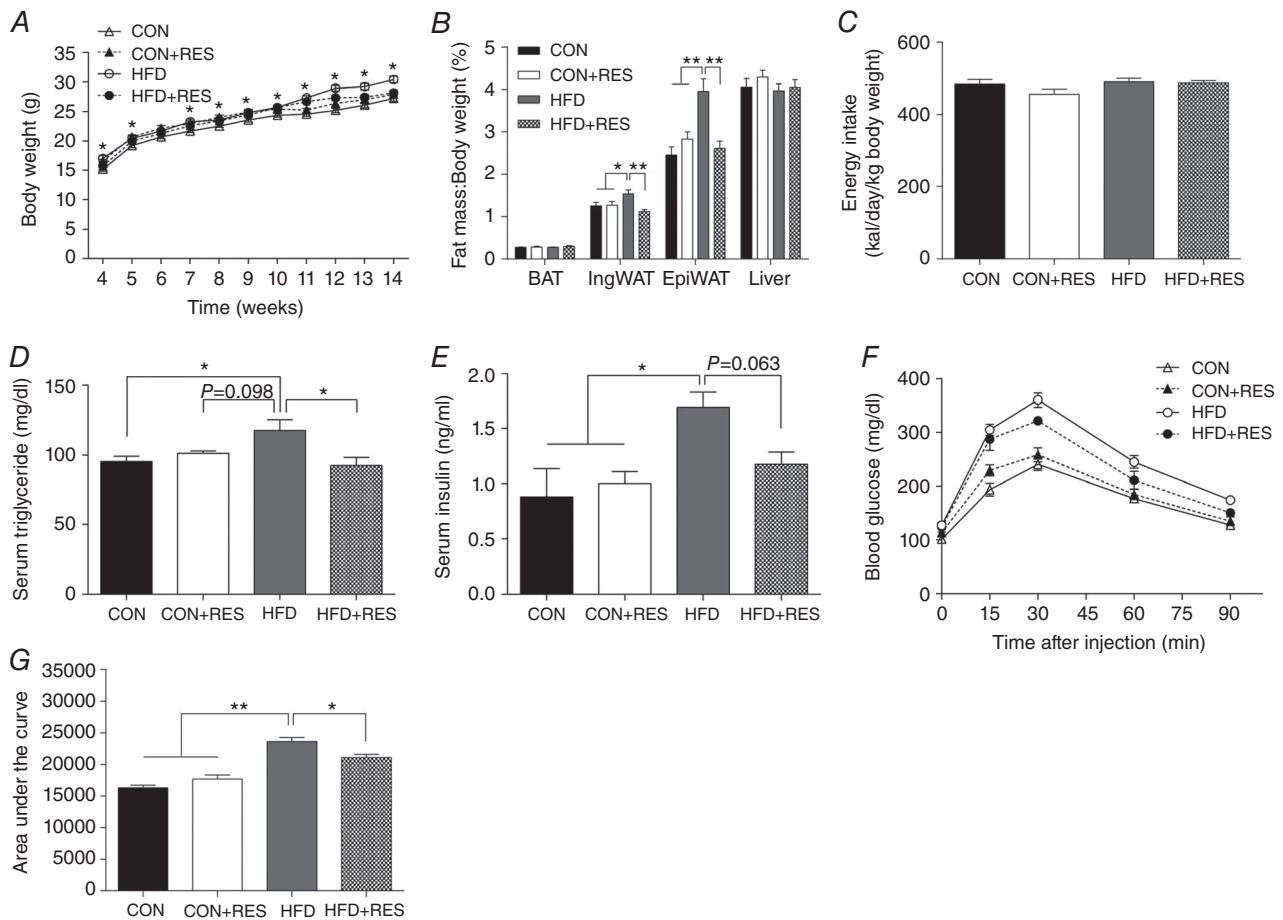 A
CON
CON+RES
HFD
HFD+RES
Body weight (g)
35
30
25
20
15
10
5
0
* * * * * * * * * *
4 5 6 7 8 9 10 11 12 13 14
Time (weeks)
B
CON
CON+RES
HFD
HFD+RES
Fat mass:Body weight (%)
5
4
3
2
1
0
** **
* **
BAT IngWAT EpiWAT Liver
C
Energy intake
(kal/day/kg body weight)
600
400
200
0
CON CON+RES HFD HFD+RES
D
Serum triglyceride (mg/dl)
150
100
50
0
*
P=0.098
*
CON CON+RES HFD HFD+RES
E
Serum insulin (ng/ml)
2.0
1.5
1.0
0.5
0.0
*
P=0.063
CON CON+RES HFD HFD+RES
F
CON
CON+RES
HFD
HFD+RES
Blood glucose (mg/dl)
400
300
200
100
0
0 15 30 45 60 75 90
Time after injection (min)
G
Area under the curve
35000
30000
25000
20000
15000
10000
5000
0
** *
CON CON+RES HFD HFD+RES